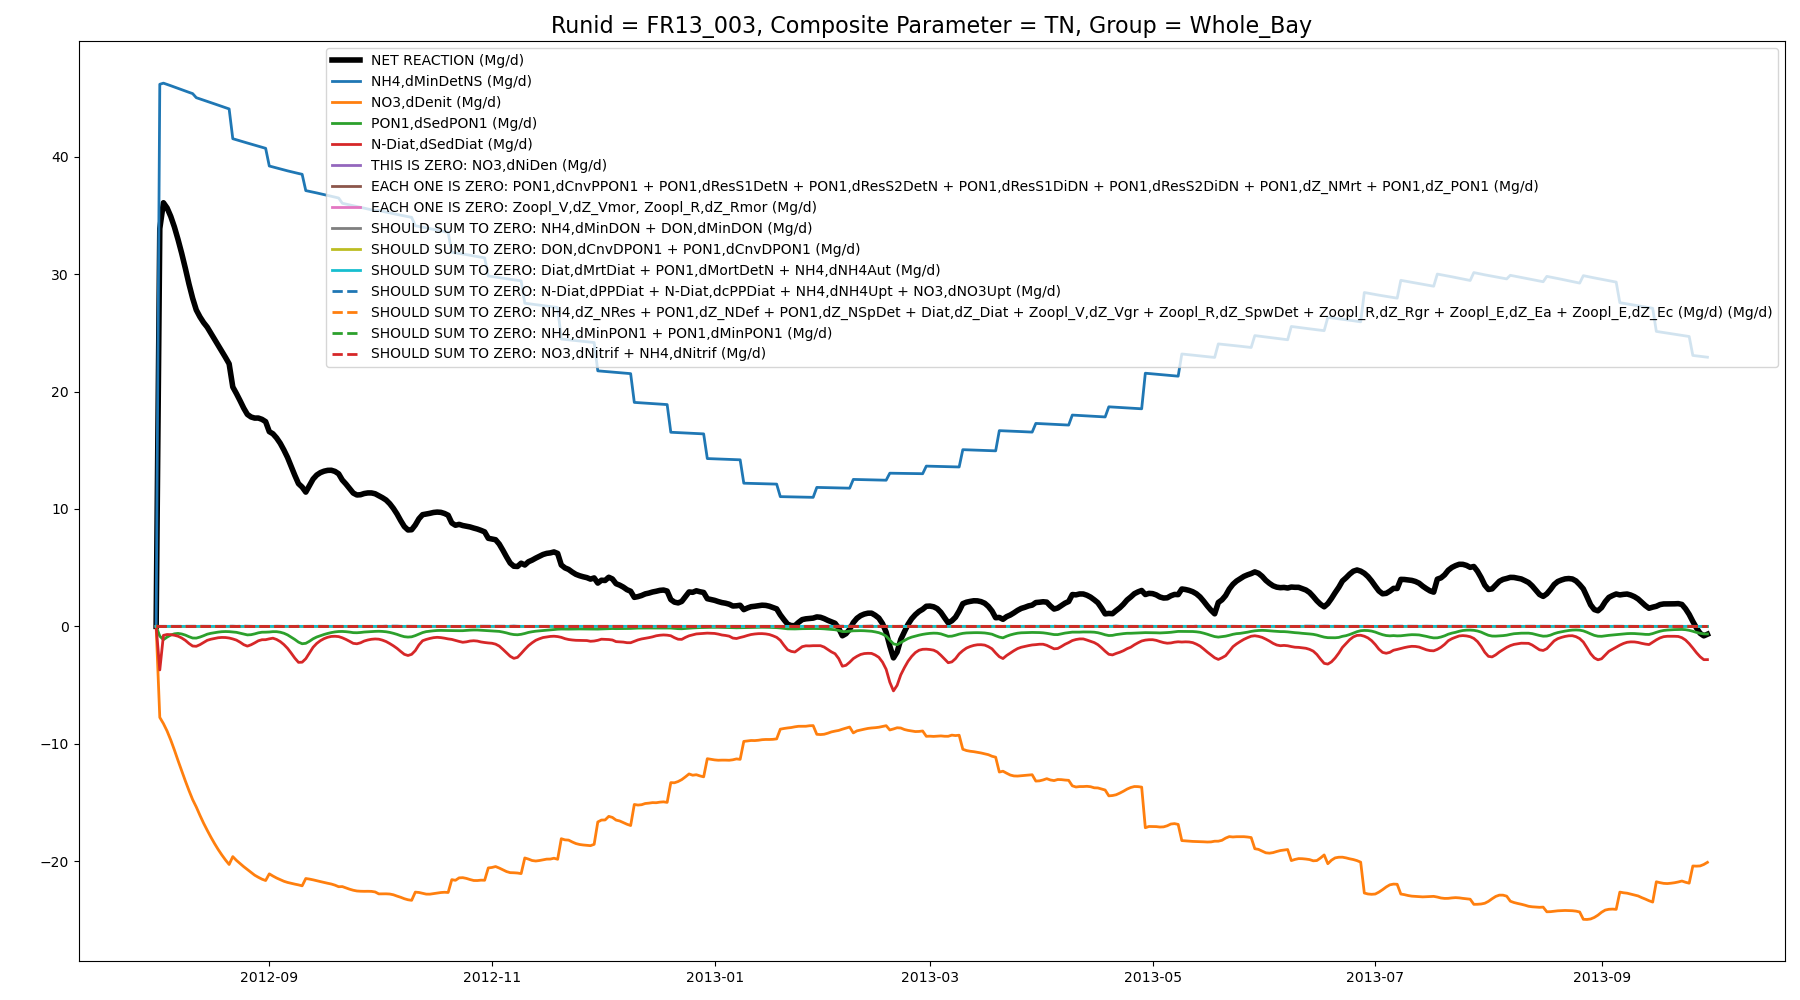 Runid = FR13_003, Composite Parameter = TN, Group = Whole_Bay
NET REACTION (Mg/d)
NH4,dMinDetNS (Mg/d)
NO3,dDenit (Mg/d)
PON1,dSedPON1 (Mg/d)
N-Diat,dSedDiat (Mg/d)
THIS IS ZERO: NO3,dNiDen (Mg/d)
EACH ONE IS ZERO: PON1,dCnvPPON1 + PON1,dResS1DetN + PON1,dResS2DetN + PON1,dResS1DiDN + PON1,dResS2DiDN + PON1,dZ_NMrt + PON1,dZ_PON1 (Mg/d)
EACH ONE IS ZERO: Zoopl_V,dZ_Vmor, Zoopl_R,dZ_Rmor (Mg/d)
SHOULD SUM TO ZERO: NH4,dMinDON + DON,dMinDON (Mg/d)
SHOULD SUM TO ZERO: DON,dCnvDPON1 + PON1,dCnvDPON1 (Mg/d)
SHOULD SUM TO ZERO: Diat,dMrtDiat + PON1,dMortDetN + NH4,dNH4Aut (Mg/d)
SHOULD SUM TO ZERO: N-Diat,dPPDiat + N-Diat,dcPPDiat + NH4,dNH4Upt + NO3,dNO3Upt (Mg/d)
SHOULD SUM TO ZERO: NH4,dZ_NRes + PON1,dZ_NDef + PON1,dZ_NSpDet + Diat,dZ_Diat + Zoopl_V,dZ_Vgr + Zoopl_R,dZ_SpwDet + Zoopl_R,dZ_Rgr + Zoopl_E,dZ_Ea + Zoopl_E,dZ_Ec (Mg/d) (Mg/d)
SHOULD SUM TO ZERO: NH4,dMinPON1 + PON1,dMinPON1 (Mg/d)
SHOULD SUM TO ZERO: NO3,dNitrif + NH4,dNitrif (Mg/d)
40
30
20
10
0
−10
−20
2012-09
2012-11
2013-01
2013-03
2013-05
2013-07
2013-09